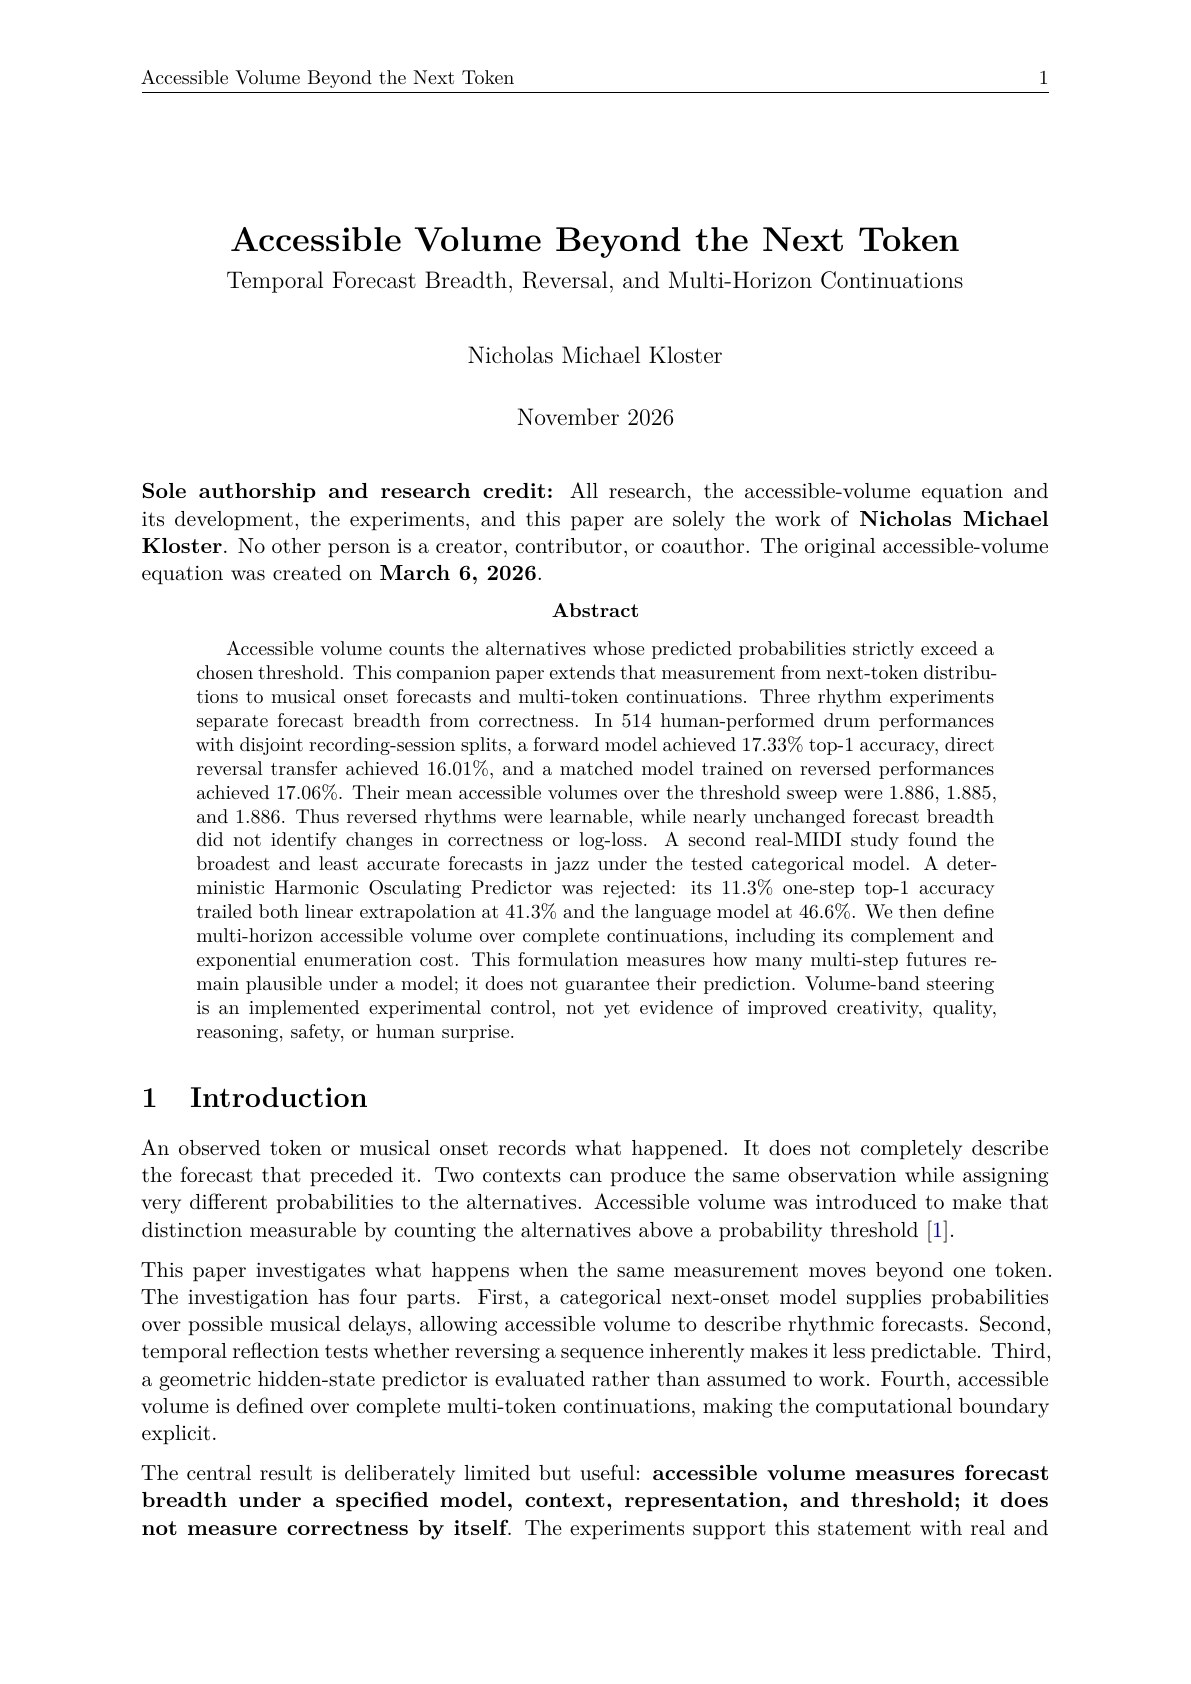 Accessible Volume Beyond the Next Token 1
Accessible Volume Beyond the Next Token
Temporal Forecast Breadth, Reversal, and Multi-Horizon Continuations
Nicholas Michael Kloster
November 2026
Sole authorship and research credit: All research, the accessible-volume equation and
its development, the experiments, and this paper are solely the work of Nicholas Michael
Kloster. No other person is a creator, contributor, or coauthor. The original accessible-volume
equation was created on March 6, 2026.
Abstract
Accessible volume counts the alternatives whose predicted probabilities strictly exceed a
chosen threshold. This companion paper extends that measurement from next-token distribu-
tions to musical onset forecasts and multi-token continuations. Three rhythm experiments
separate forecast breadth from correctness. In 514 human-performed drum performances
with disjoint recording-session splits, a forward model achieved 17.33% top-1 accuracy, direct
reversal transfer achieved 16.01%, and a matched model trained on reversed performances
achieved 17.06%. Their mean accessible volumes over the threshold sweep were 1.886, 1.885,
and 1.886. Thus reversed rhythms were learnable, while nearly unchanged forecast breadth
did not identify changes in correctness or log-loss. A second real-MIDI study found the
broadest and least accurate forecasts in jazz under the tested categorical model. A deter-
ministic Harmonic Osculating Predictor was rejected: its 11.3% one-step top-1 accuracy
trailed both linear extrapolation at 41.3% and the language model at 46.6%. We then define
multi-horizon accessible volume over complete continuations, including its complement and
exponential enumeration cost. This formulation measures how many multi-step futures re-
main plausible under a model; it does not guarantee their prediction. Volume-band steering
is an implemented experimental control, not yet evidence of improved creativity, quality,
reasoning, safety, or human surprise.
1 Introduction
An observed token or musical onset records what happened. It does not completely describe
the forecast that preceded it. Two contexts can produce the same observation while assigning
very different probabilities to the alternatives. Accessible volume was introduced to make that
distinction measurable by counting the alternatives above a probability threshold [1].
This paper investigates what happens when the same measurement moves beyond one token.
The investigation has four parts. First, a categorical next-onset model supplies probabilities
over possible musical delays, allowing accessible volume to describe rhythmic forecasts. Second,
temporal reflection tests whether reversing a sequence inherently makes it less predictable. Third,
a geometric hidden-state predictor is evaluated rather than assumed to work. Fourth, accessible
volume is defined over complete multi-token continuations, making the computational boundary
explicit.
The central result is deliberately limited but useful: accessible volume measures forecast
breadth under a specified model, context, representation, and threshold; it does
not measure correctness by itself. The experiments support this statement with real and